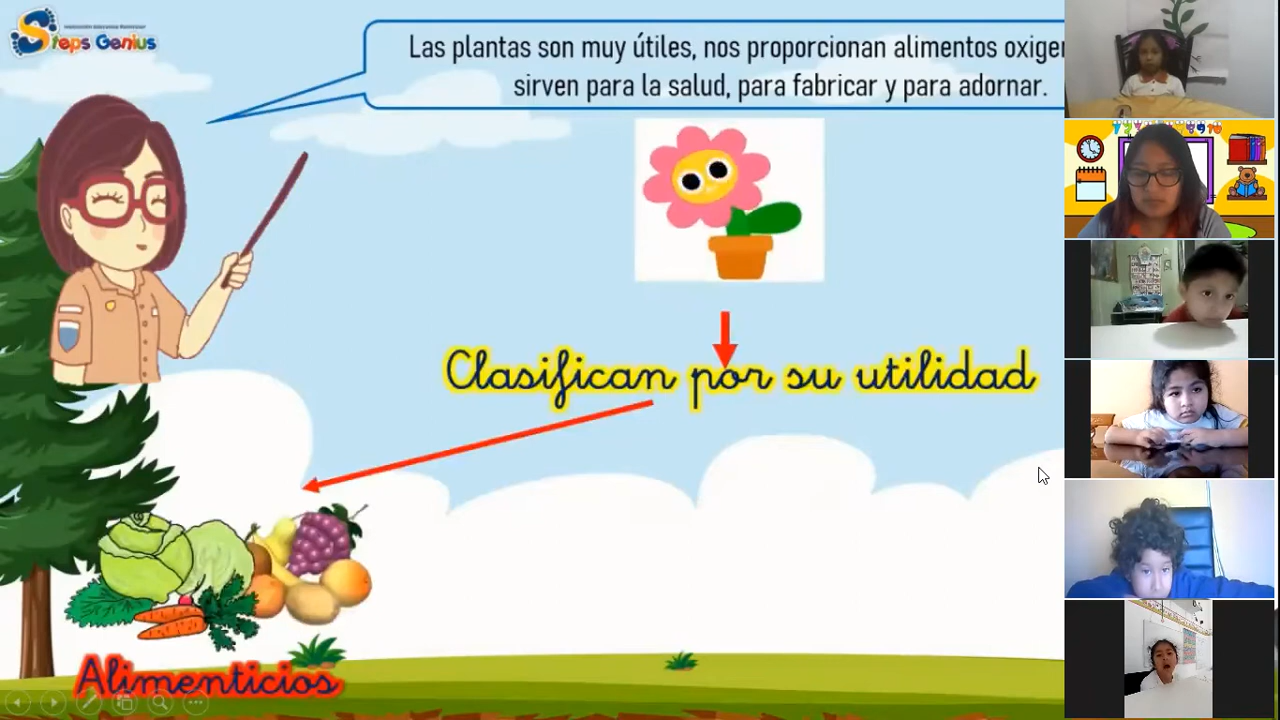 Steps Genius
Las plantas son muy útiles, nos proporcionan alimentos
sirven para la salud, para fabricar y para adornar.
Clasifican por su utilidad
Alimenticios